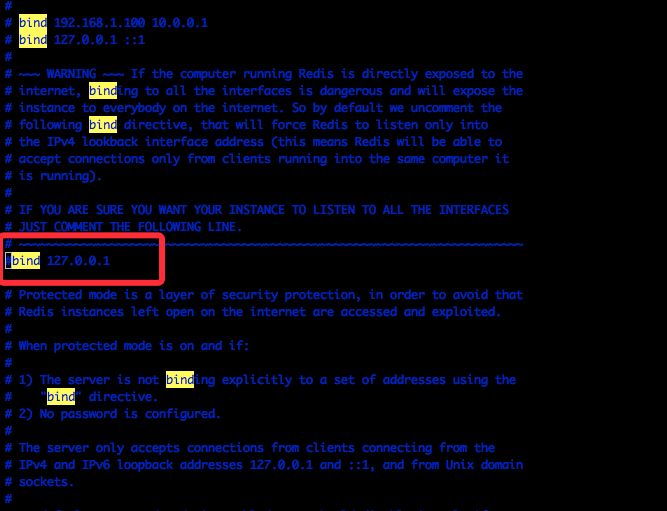 #
# bind 192.168.1.100 10.0.0.1
# bind 127.0.0.1 ::1
#
# ~~~ WARNING ~~~ If the computer running Redis is directly exposed to the
# internet, binding to all the interfaces is dangerous and will expose the
# instance to everybody on the internet. So by default we uncomment the
# following bind directive, that will force Redis to listen only into
# the IPv4 lookback interface address (this means Redis will be able to
# accept connections only from clients running into the same computer it
# is running).
#
# IF YOU ARE SURE YOU WANT YOUR INSTANCE TO LISTEN TO ALL THE INTERFACES
# JUST COMMENT THE FOLLOWING LINE.
# ~~~~~~~~~~~~~~~~~~~~~~~~~~~~~~~~~~~~~~~~~~~~~~~~~~~~~~~~~~~~~~~~~~~~~~~~
#bind 127.0.0.1

# Protected mode is a layer of security protection, in order to avoid that
# Redis instances left open on the internet are accessed and exploited.
#
# When protected mode is on and if:
#
# 1) The server is not binding explicitly to a set of addresses using the
#    "bind" directive.
# 2) No password is configured.
#
# The server only accepts connections from clients connecting from the
# IPv4 and IPv6 loopback addresses 127.0.0.1 and ::1, and from Unix domain
# sockets.
#